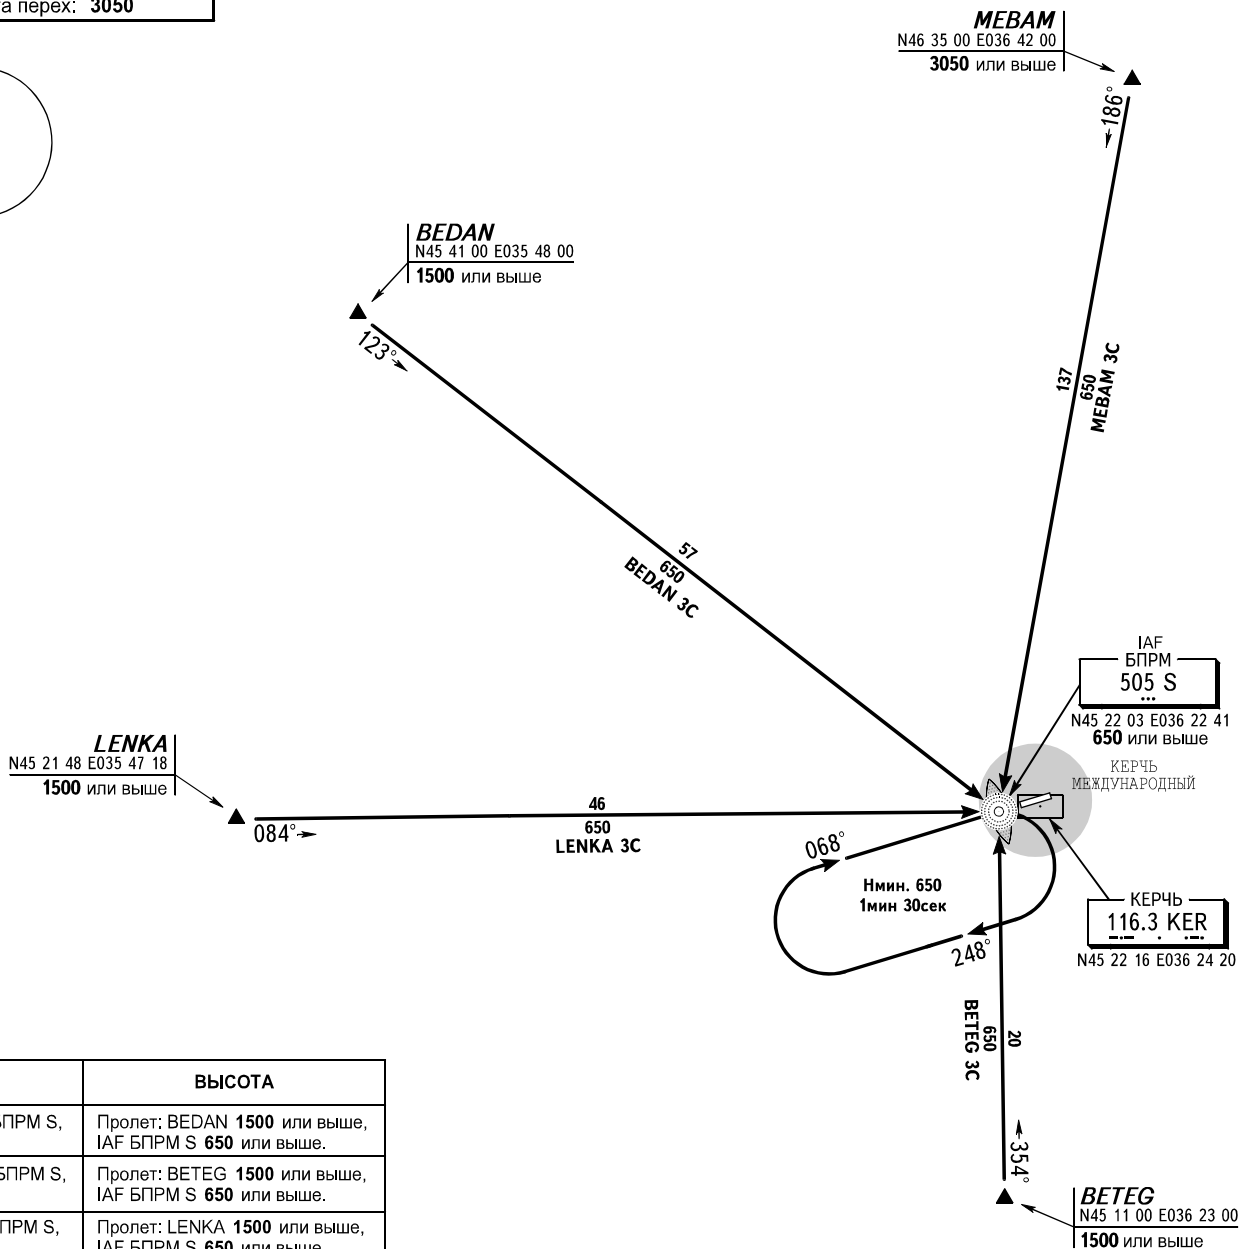 та перех: 3050
MEBAM
N46 35 00 E036 42 00
3050 или выше
186°
BEDAN
N45 41 00 E035 48 00
1500 или выше
123°
137
650
MEBAM 3C
57
650
BEDAN 3C
IAF
БПРМ
505 S
N45 22 03 E036 22 41
650 или выше
КЕРЧЬ
МЕЖДУНАРОДНЫЙ
LENKA
N45 21 48 E035 47 18
1500 или выше
084°
46
650
LENKA 3C
068°
Нмин. 650
1мин 30сек
248°
КЕРЧЬ
116.3 KER
N45 22 16 E036 24 20
20
650
BETEG 3C
354°
BETEG
N45 11 00 E036 23 00
1500 или выше
ВЫСОТА
БПРМ S,
Пролет: BEDAN 1500 или выше,
IAF БПРМ S 650 или выше.
БПРМ S,
Пролет: BETEG 1500 или выше,
IAF БПРМ S 650 или выше.
ПРМ S,
Пролет: LENKA 1500 или выше,
IAF БПРМ S 650 или выше